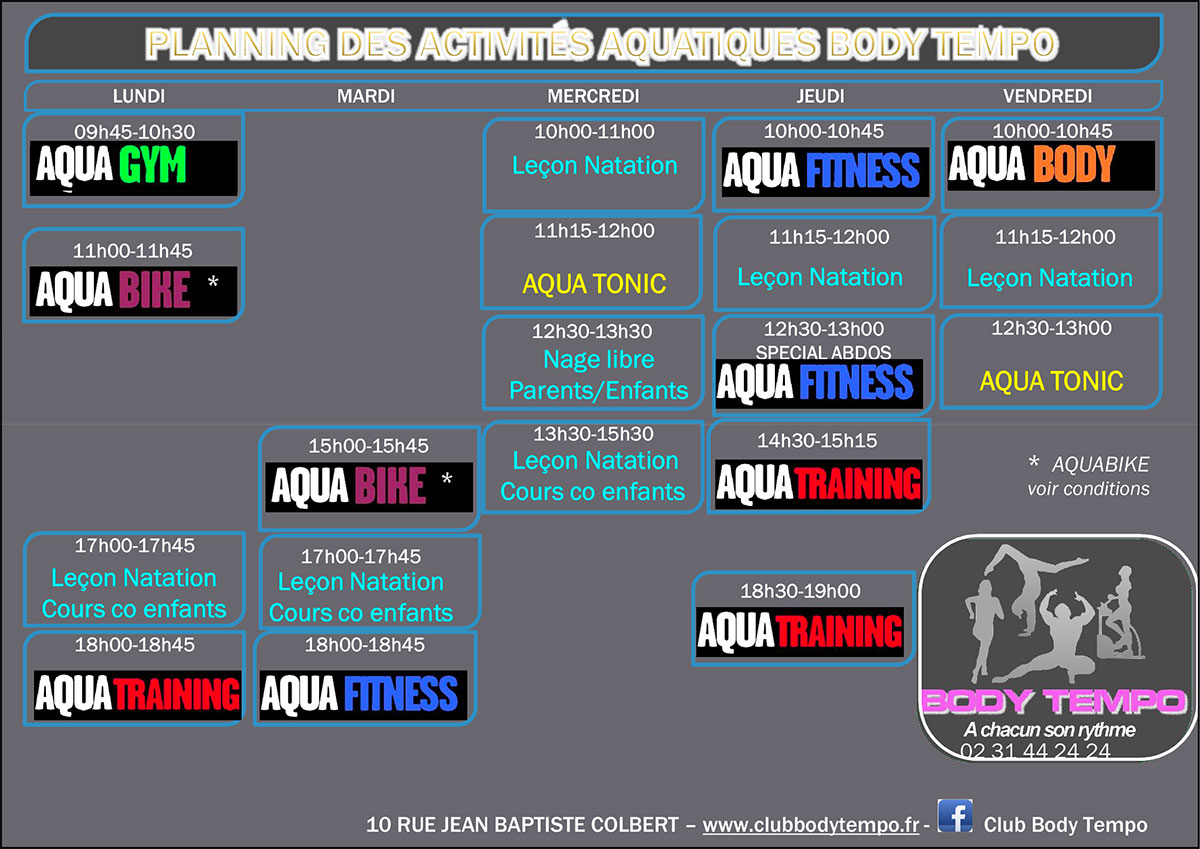 PLANNING DES ACTIVITÉS AQUATIQUES BODY TEMPO
LUNDI
MARDI
MERCREDI
JEUDI
VENDREDI
09h45-10h30
AQUA GYM
11h00-11h45
AQUA BIKE *
17h00-17h45
Leçon Natation
Cours co enfants
18h00-18h45
AQUA TRAINING
15h00-15h45
AQUA BIKE *
17h00-17h45
Leçon Natation
Cours co enfants
18h00-18h45
AQUA FITNESS
10h00-11h00
Leçon Natation
11h15-12h00
AQUA TONIC
12h30-13h30
Nage libre
Parents/Enfants
13h30-15h30
Leçon Natation
Cours co enfants
10h00-10h45
AQUA FITNESS
11h15-12h00
Leçon Natation
12h30-13h00
SPECIAL ABDOS
AQUA FITNESS
14h30-15h15
AQUA TRAINING
18h30-19h00
AQUA TRAINING
10h00-10h45
AQUA BODY
11h15-12h00
Leçon Natation
12h30-13h00
AQUA TONIC
* AQUABIKE
voir conditions
BODY TEMPO
A chacun son rythme
02 31 44 24 24
10 RUE JEAN BAPTISTE COLBERT – www.clubbodytempo.fr - f Club Body Tempo